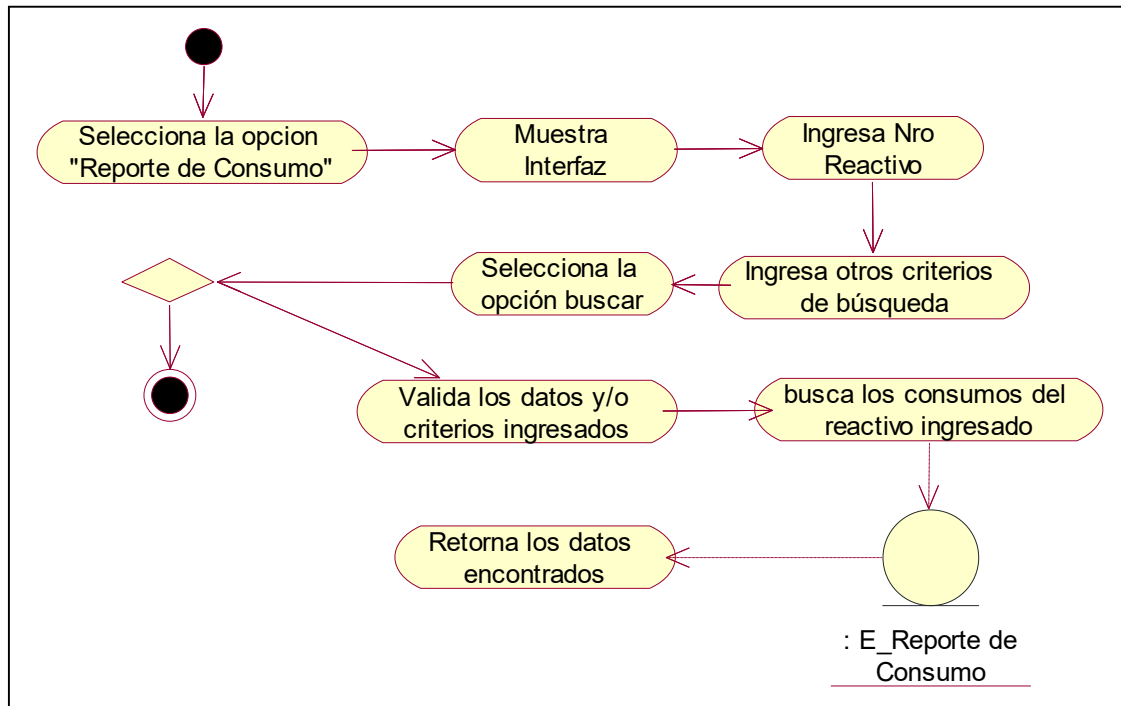 Selecciona la opcion
"Reporte de Consumo"
Muestra
Interfaz
Ingresa Nro
Reactivo
Selecciona la
opción buscar
Ingresa otros criterios
de búsqueda
Valida los datos y/o
criterios ingresados
busca los consumos del
reactivo ingresado
Retorna los datos
encontrados
: E_Reporte de
Consumo